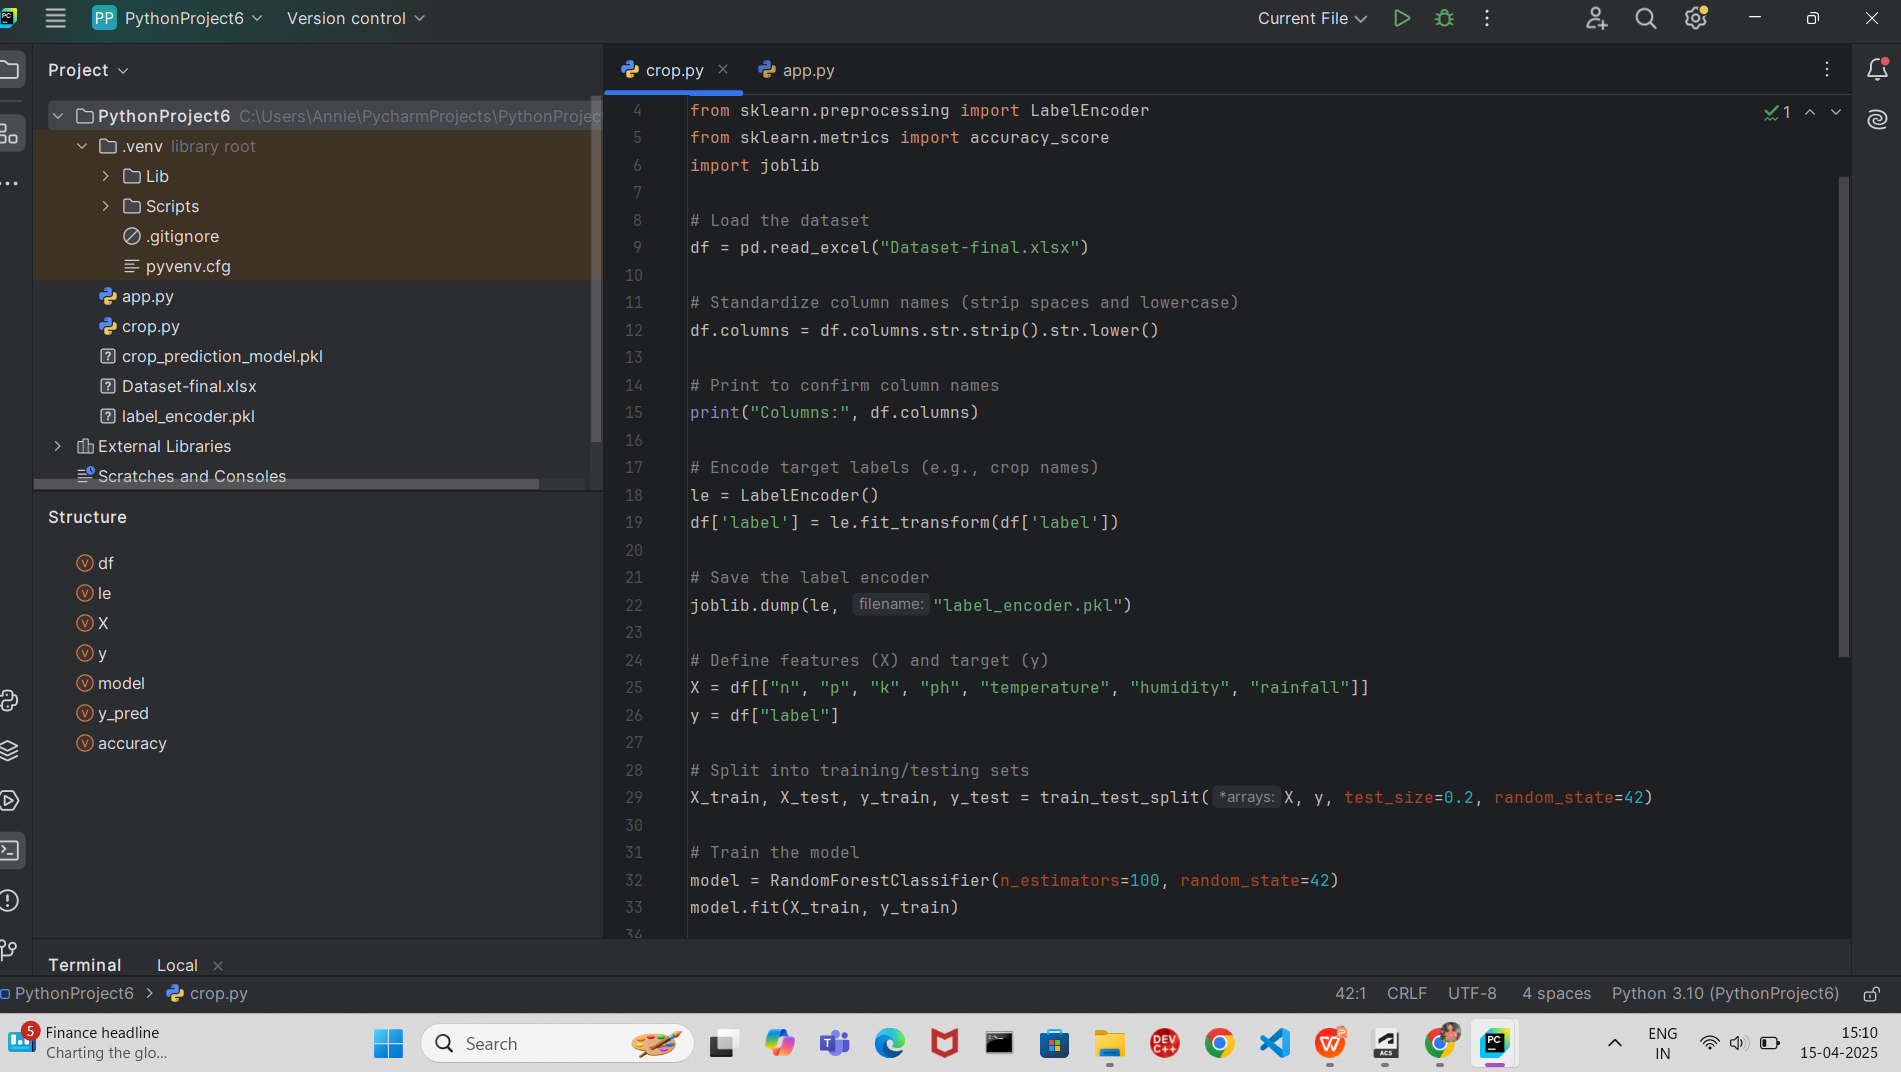 PP PythonProject6
Version control
Current File
Project
PythonProject6 C:\Users\Annie\PycharmProjects\PythonProjec
.venv library root
Lib
Scripts
.gitignore
pyvenv.cfg
app.py
crop.py
crop_prediction_model.pkl
Dataset-final.xlsx
label_encoder.pkl
External Libraries
Scratches and Consoles
Structure
df
le
X
y
model
y_pred
accuracy
crop.py
app.py
1
4 from sklearn.preprocessing import LabelEncoder
5 from sklearn.metrics import accuracy_score
6 import joblib
7
8 # Load the dataset
9 df = pd.read_excel("Dataset-final.xlsx")
10
11 # Standardize column names (strip spaces and lowercase)
12 df.columns = df.columns.str.strip().str.lower()
13
14 # Print to confirm column names
15 print("Columns:", df.columns)
16
17 # Encode target labels (e.g., crop names)
18 le = LabelEncoder()
19 df['label'] = le.fit_transform(df['label'])
20
21 # Save the label encoder
22 joblib.dump(le, filename: "label_encoder.pkl")
23
24 # Define features (X) and target (y)
25 X = df[["n", "p", "k", "ph", "temperature", "humidity", "rainfall"]]
26 y = df["label"]
27
28 # Split into training/testing sets
29 X_train, X_test, y_train, y_test = train_test_split( *arrays: X, y, test_size=0.2, random_state=42)
30
31 # Train the model
32 model = RandomForestClassifier(n_estimators=100, random_state=42)
33 model.fit(X_train, y_train)
34
Terminal Local
PythonProject6 > crop.py
42:1 CRLF UTF-8 4 spaces Python 3.10 (PythonProject6)
5
Finance headline
Charting the glo...
Search
DEV C++
ACS
PC
ENG
IN
15:10
15-04-2025